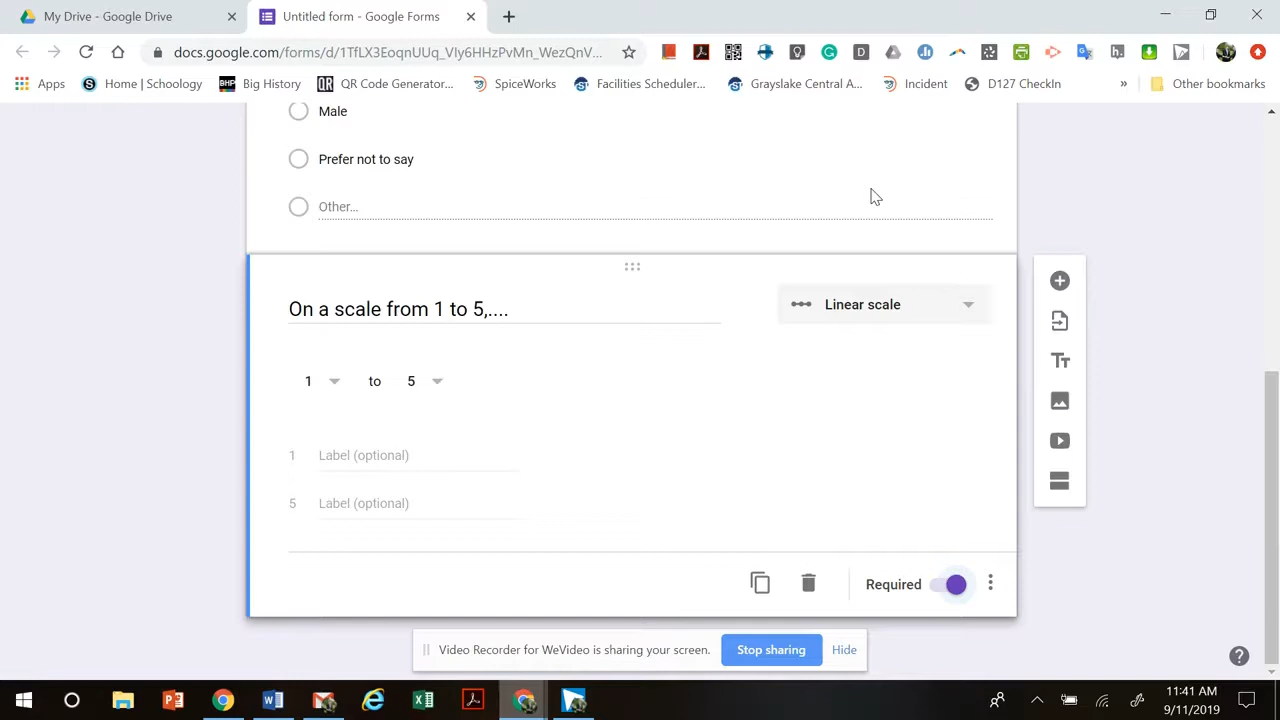 My Drive - Google Drive
Untitled form - Google Forms
docs.google.com/forms/d/1TfLX3EoqnUUq_Vly6HHzPvMn_WezQnV...
Apps
Home | Schoology
BHP
Big History
QR
QR Code Generator...
SpiceWorks
Facilities Scheduler...
Grayslake Central A...
Incident
D127 CheckIn
»
Other bookmarks
Male
Prefer not to say
Other...
On a scale from 1 to 5,....
Linear scale
1 to 5
1 Label (optional)
5 Label (optional)
Required
Video Recorder for WeVideo is sharing your screen.
Stop sharing
Hide
11:41 AM
9/11/2019